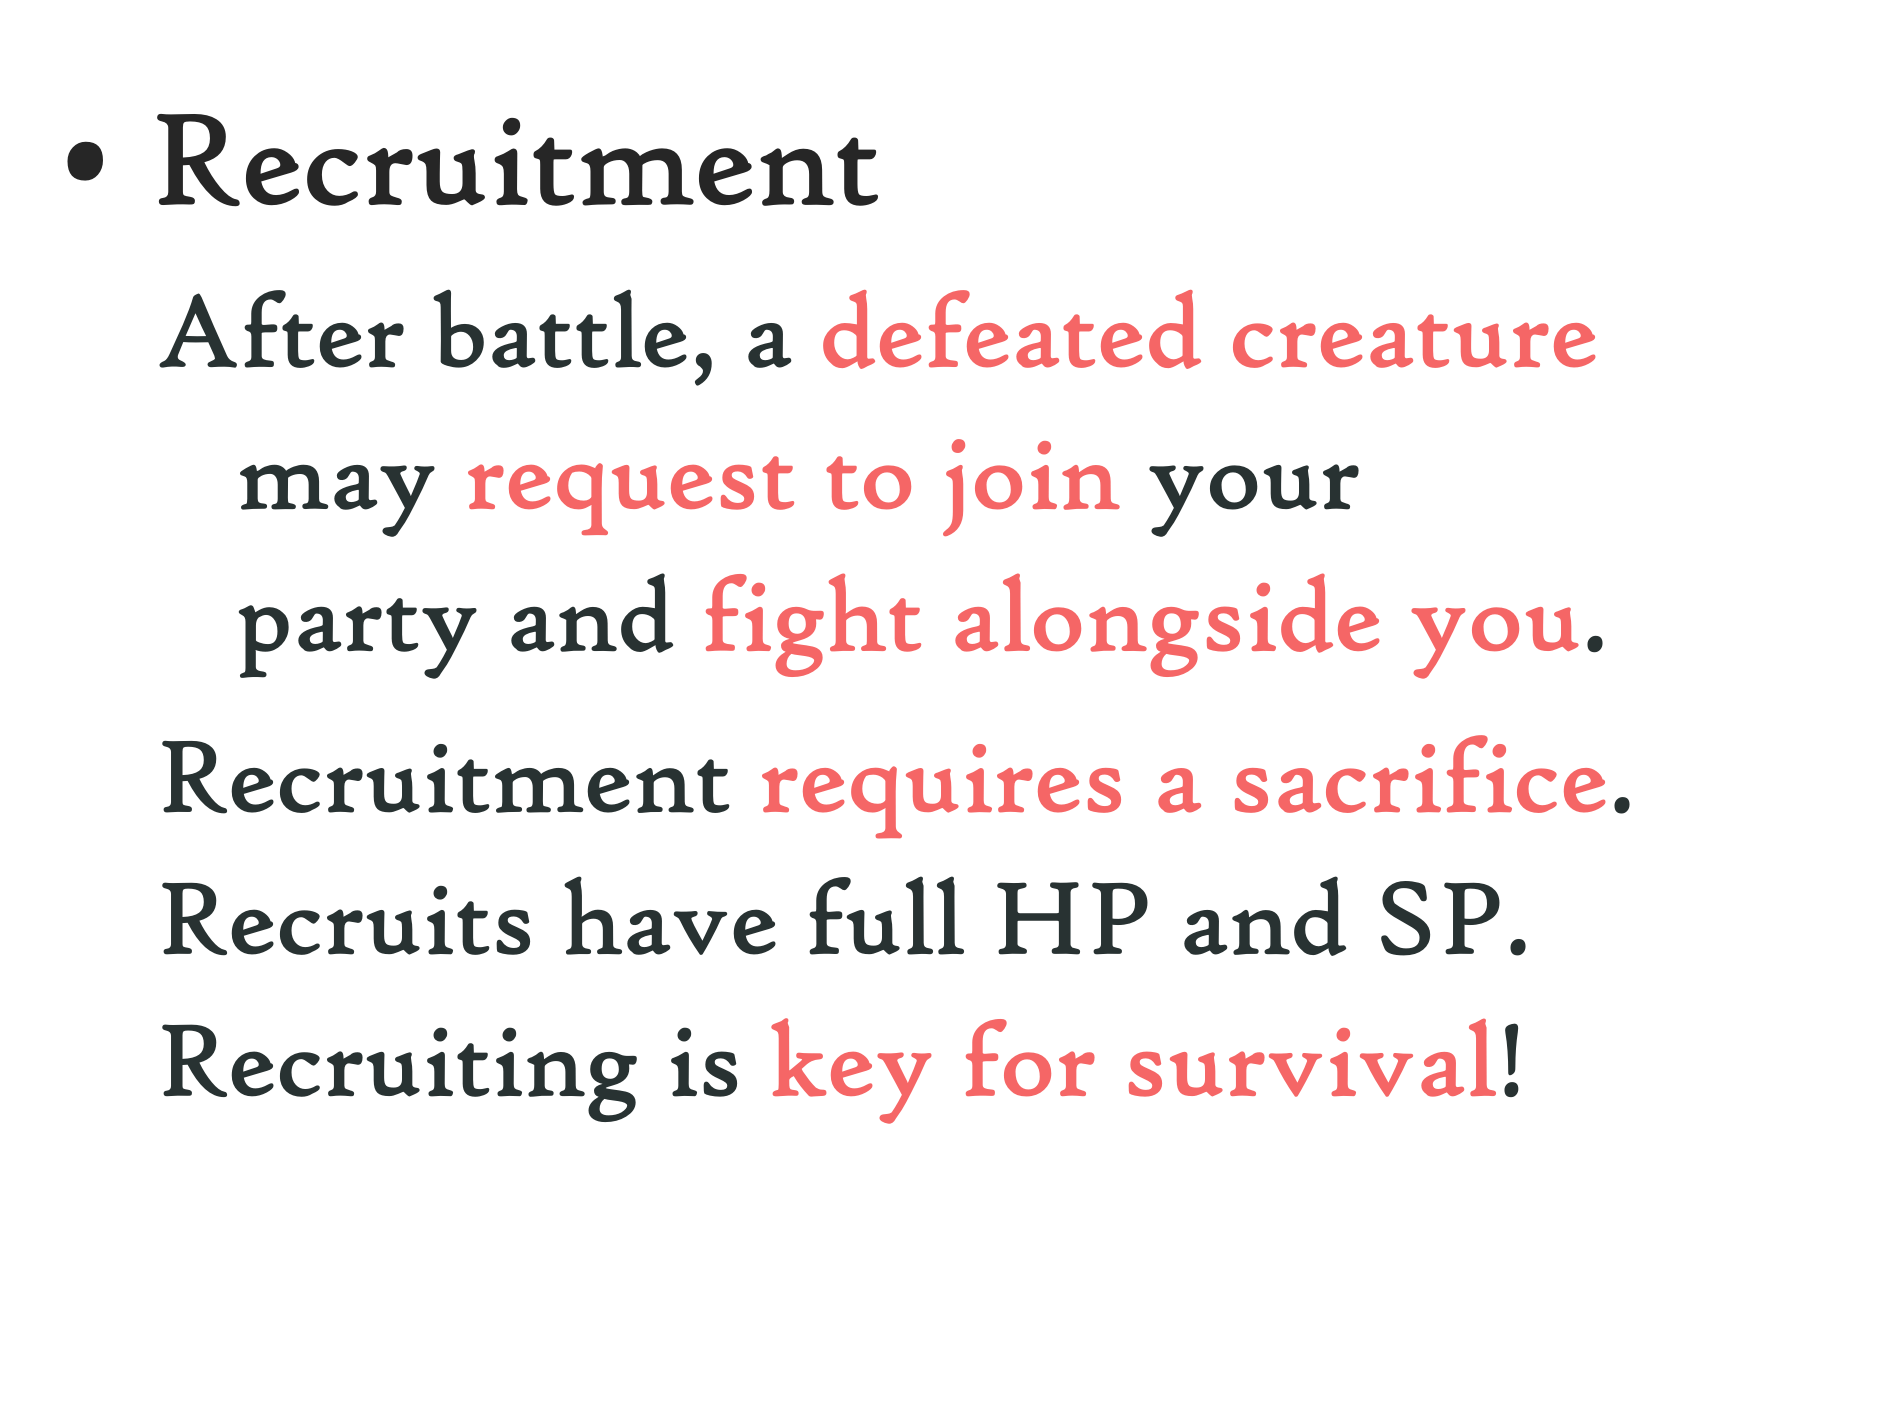 • Recruitment
After battle, a defeated creature
may request to join your
party and fight alongside you.
Recruitment requires a sacrifice.
Recruits have full HP and SP.
Recruiting is key for survival!